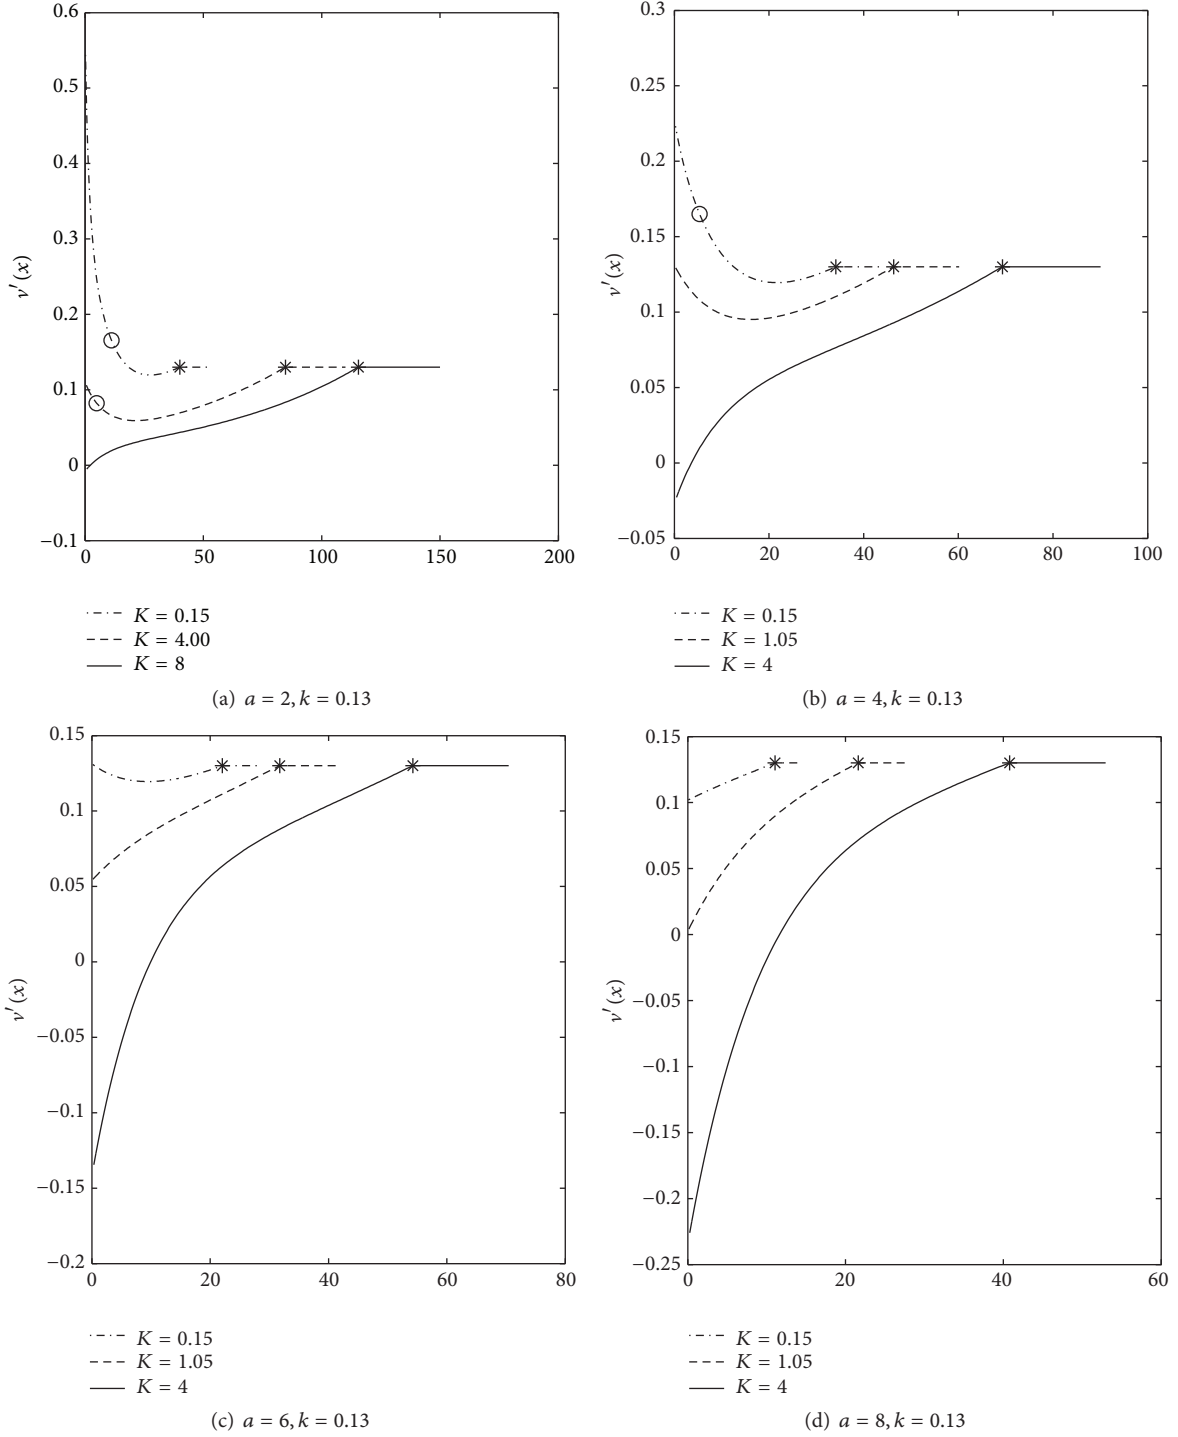 0.6
0.5
0.4
0.3
0.2
0.1
0
−0.1
v′(x)
0 50 100 150 200
K = 0.15
K = 4.00
K = 8
(a) a = 2, k = 0.13
0.3
0.25
0.2
0.15
0.1
0.05
0
−0.05
v′(x)
0 20 40 60 80 100
K = 0.15
K = 1.05
K = 4
(b) a = 4, k = 0.13
0.15
0.1
0.05
0
−0.05
−0.1
−0.15
−0.2
v′(x)
0 20 40 60 80
K = 0.15
K = 1.05
K = 4
(c) a = 6, k = 0.13
0.15
0.1
0.05
0
−0.05
−0.1
−0.15
−0.2
−0.25
v′(x)
0 20 40 60
K = 0.15
K = 1.05
K = 4
(d) a = 8, k = 0.13